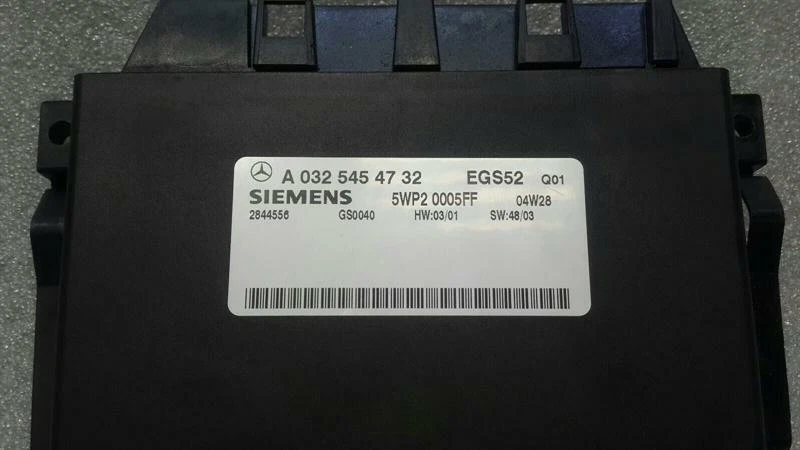 A 032 545 47 32 EGS52 Q01
SIEMENS 5WP2 0005FF 04W28
2844556 GS0040 HW:03/01 SW:48/03